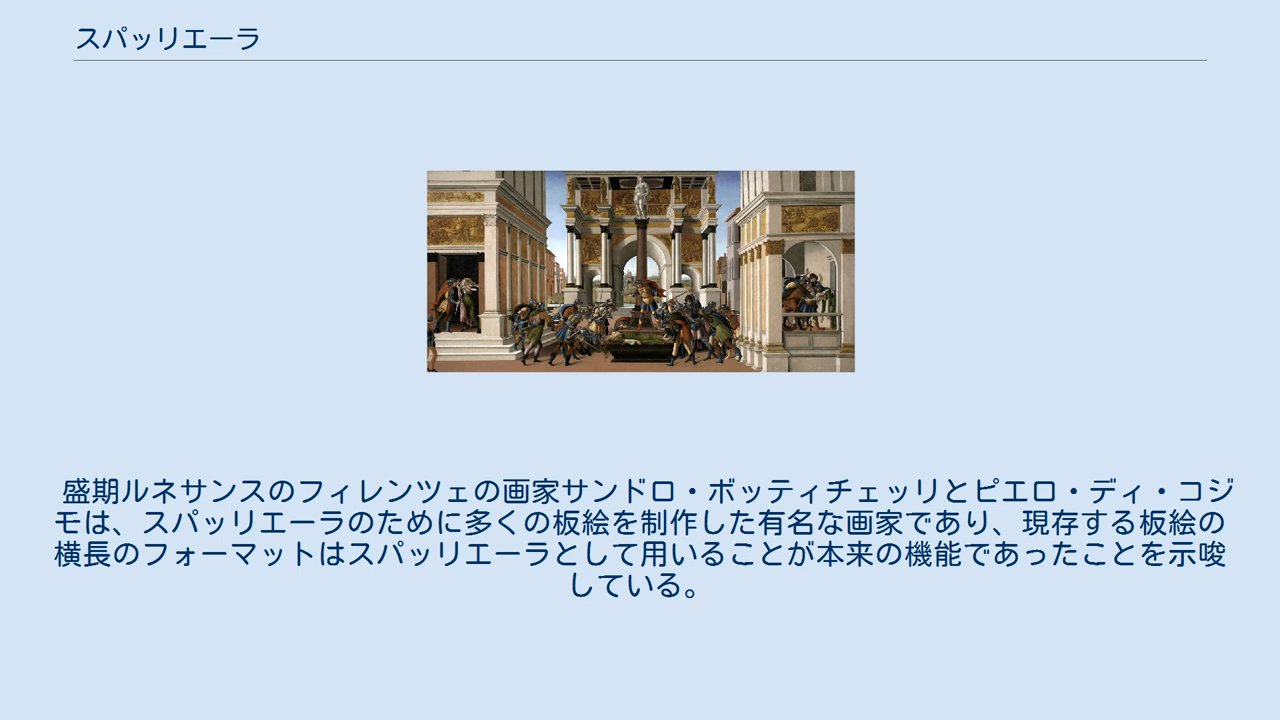 スパッリエーラ
盛期ルネサンスのフィレンツェの画家サンドロ・ボッティチェッリとピエロ・ディ・コジ
モは、スパッリエーラのために多くの板絵を制作した有名な画家であり、現存する板絵の
横長のフォーマットはスパッリエーラとして用いることが本来の機能であったことを示唆
している。